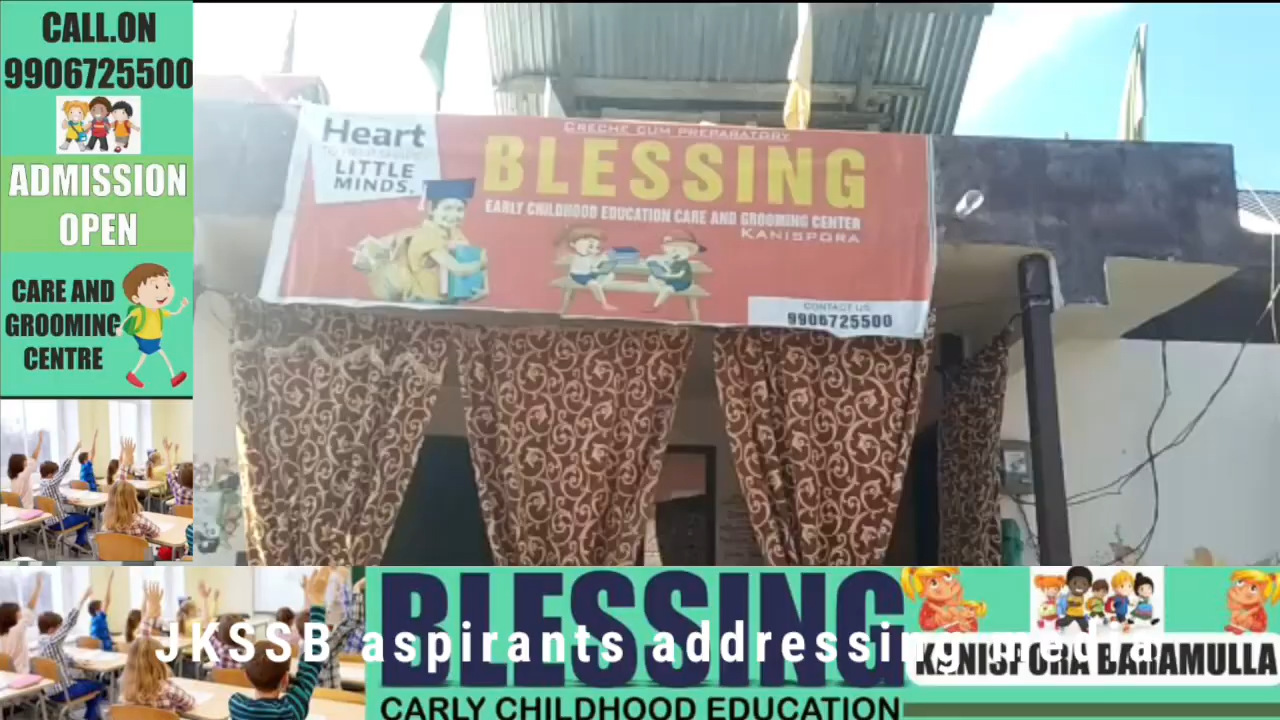 CALL.ON
9906725500
ADMISSION
OPEN
CARE AND
GROOMING
CENTRE
Heart
LITTLE
MINDS.
CRECHE CUM PREPARATORY
BLESSING
EARLY CHILDHOOD EDUCATION CARE AND GROOMING CENTER
KANISPORA
CONTACT US
9906725500
BLESSING
JKSSB aspirants addressing media
KANISPORA BARAMULLA
CARLY CHILDHOOD EDUCATION